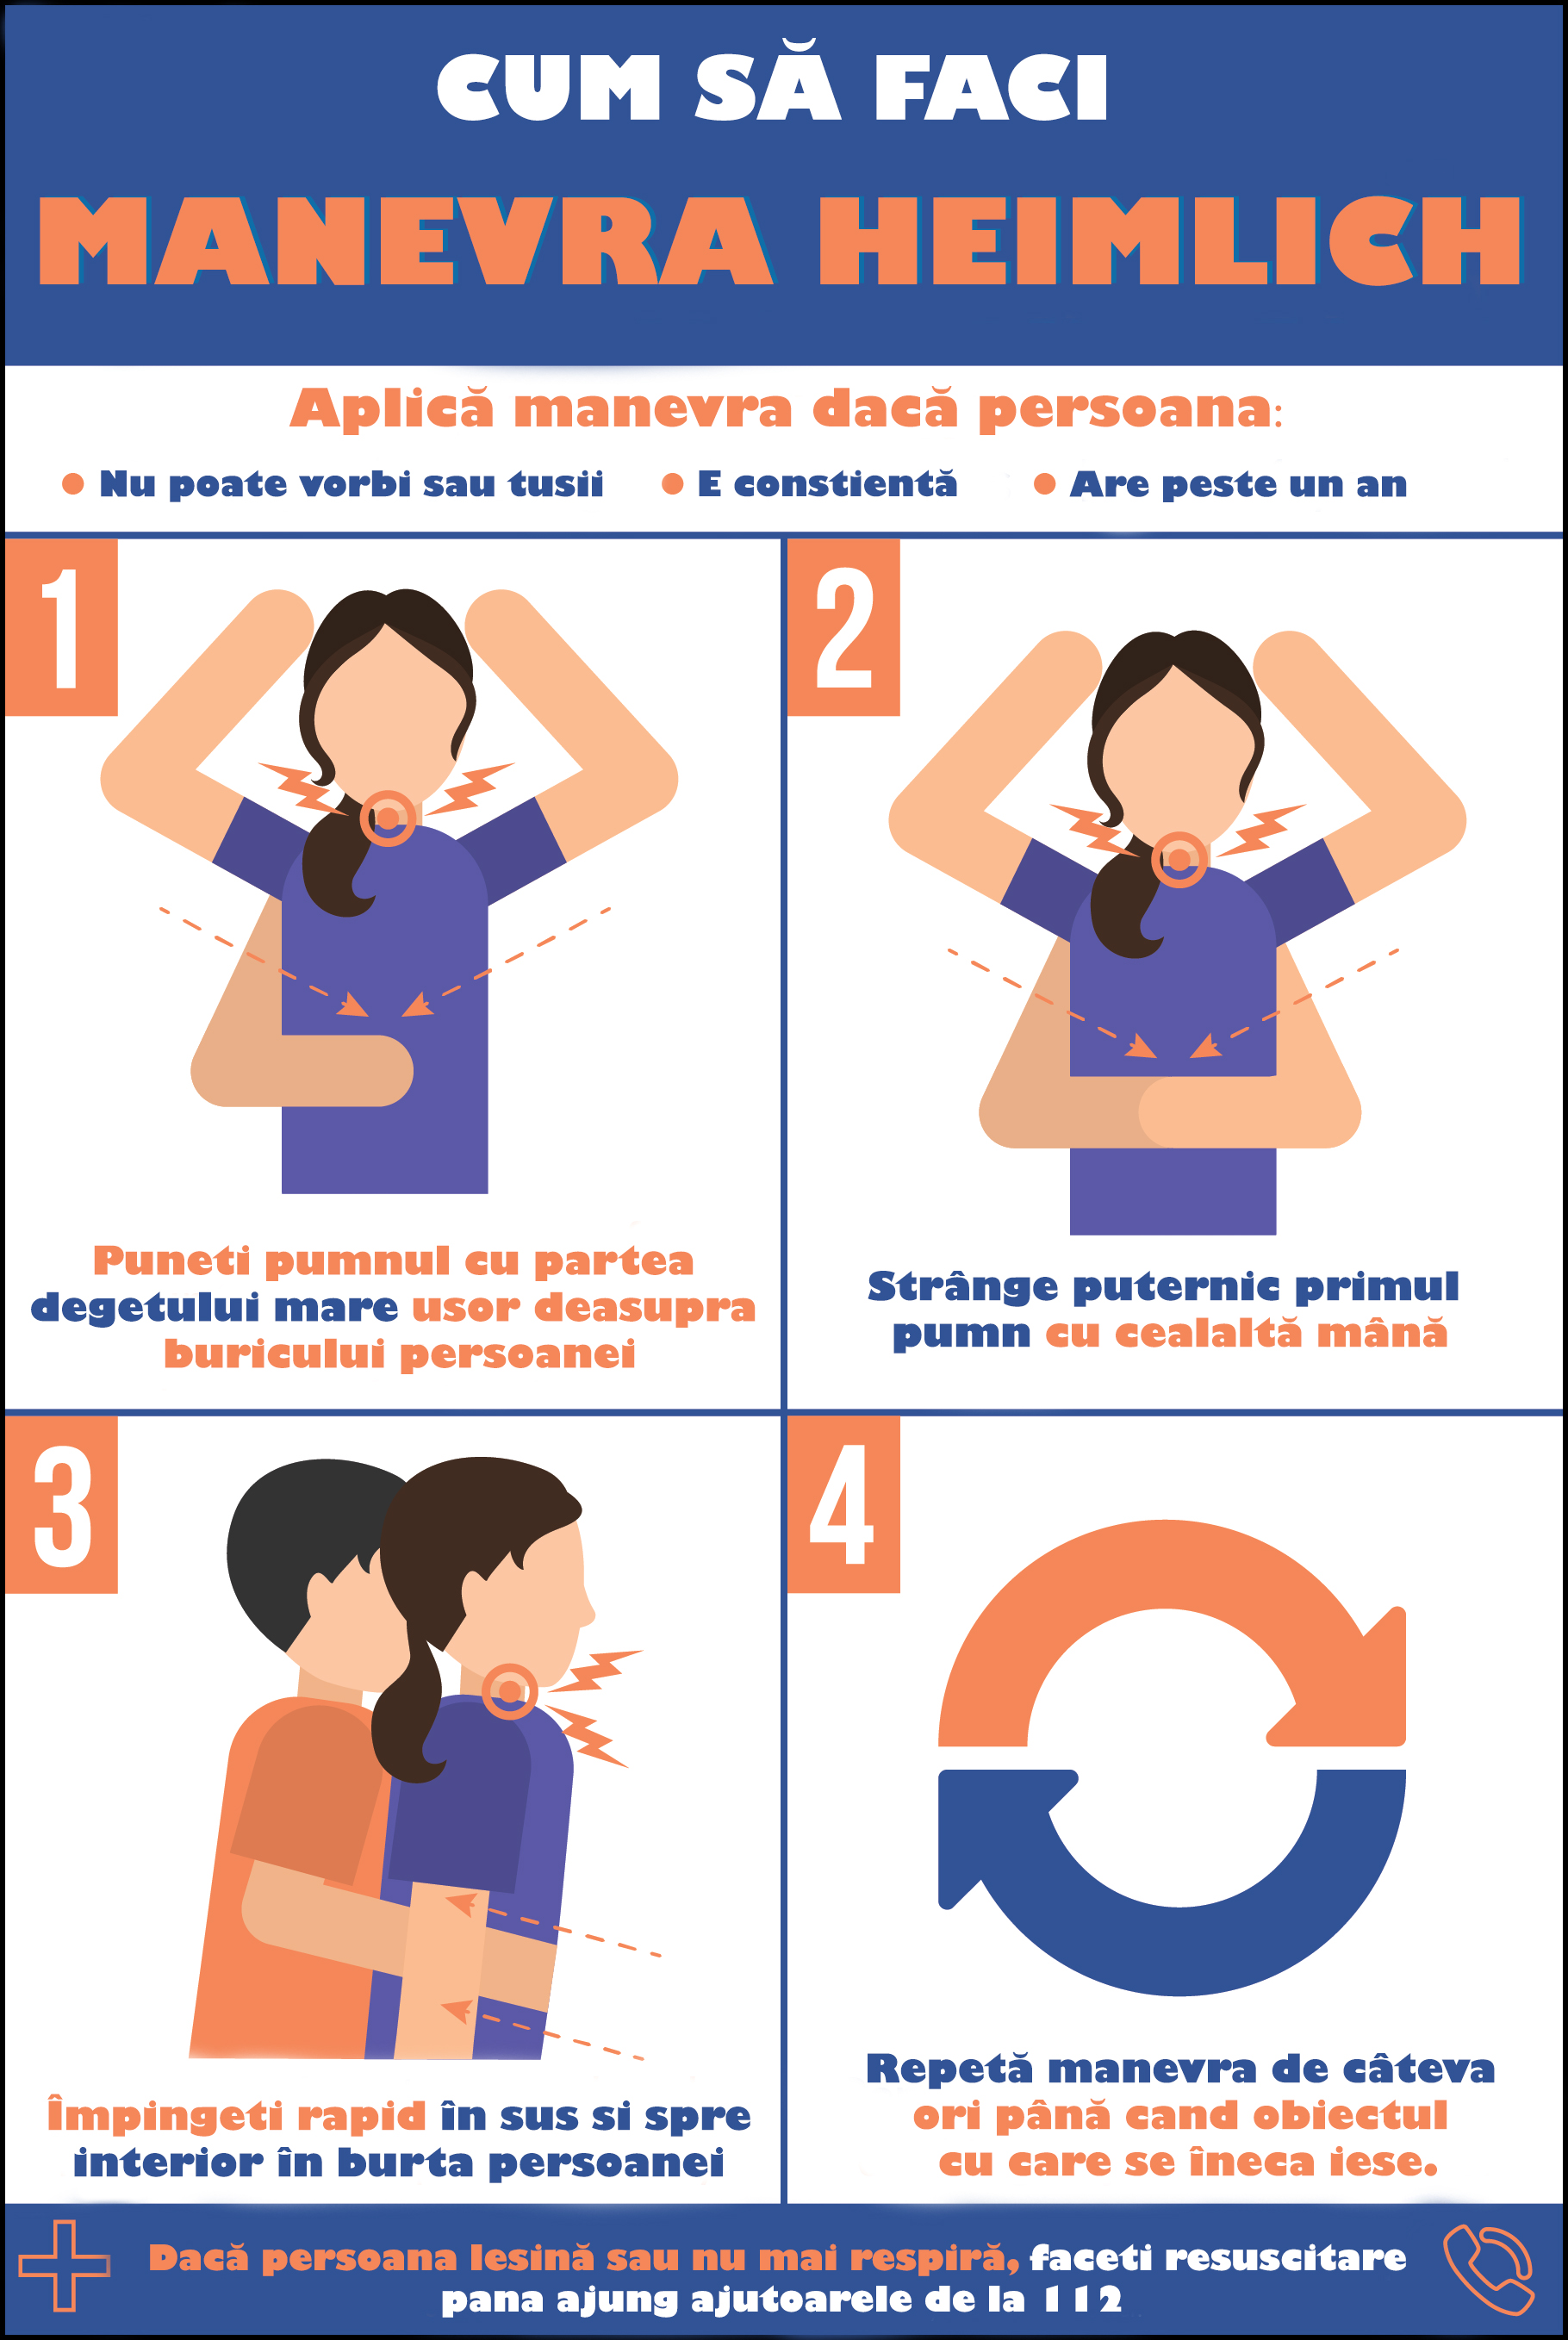 CUM SĂ FACI
MANEVRA HEIMLICH
Aplică manevra dacă persoana:
• Nu poate vorbi sau tusii • E constientă • Are peste un an
1
2
Puneti pumnul cu partea
degetului mare usor deasupra
buricului persoanei
Strânge puternic primul
pumn cu cealaltă mână
3
4
Împingeti rapid în sus si spre
interior în burta persoanei
Repetă manevra de câteva
ori până cand obiectul
cu care se îneca iese.
Dacă persoana lesină sau nu mai respiră, faceti resuscitare
pana ajung ajutoarele de la 112